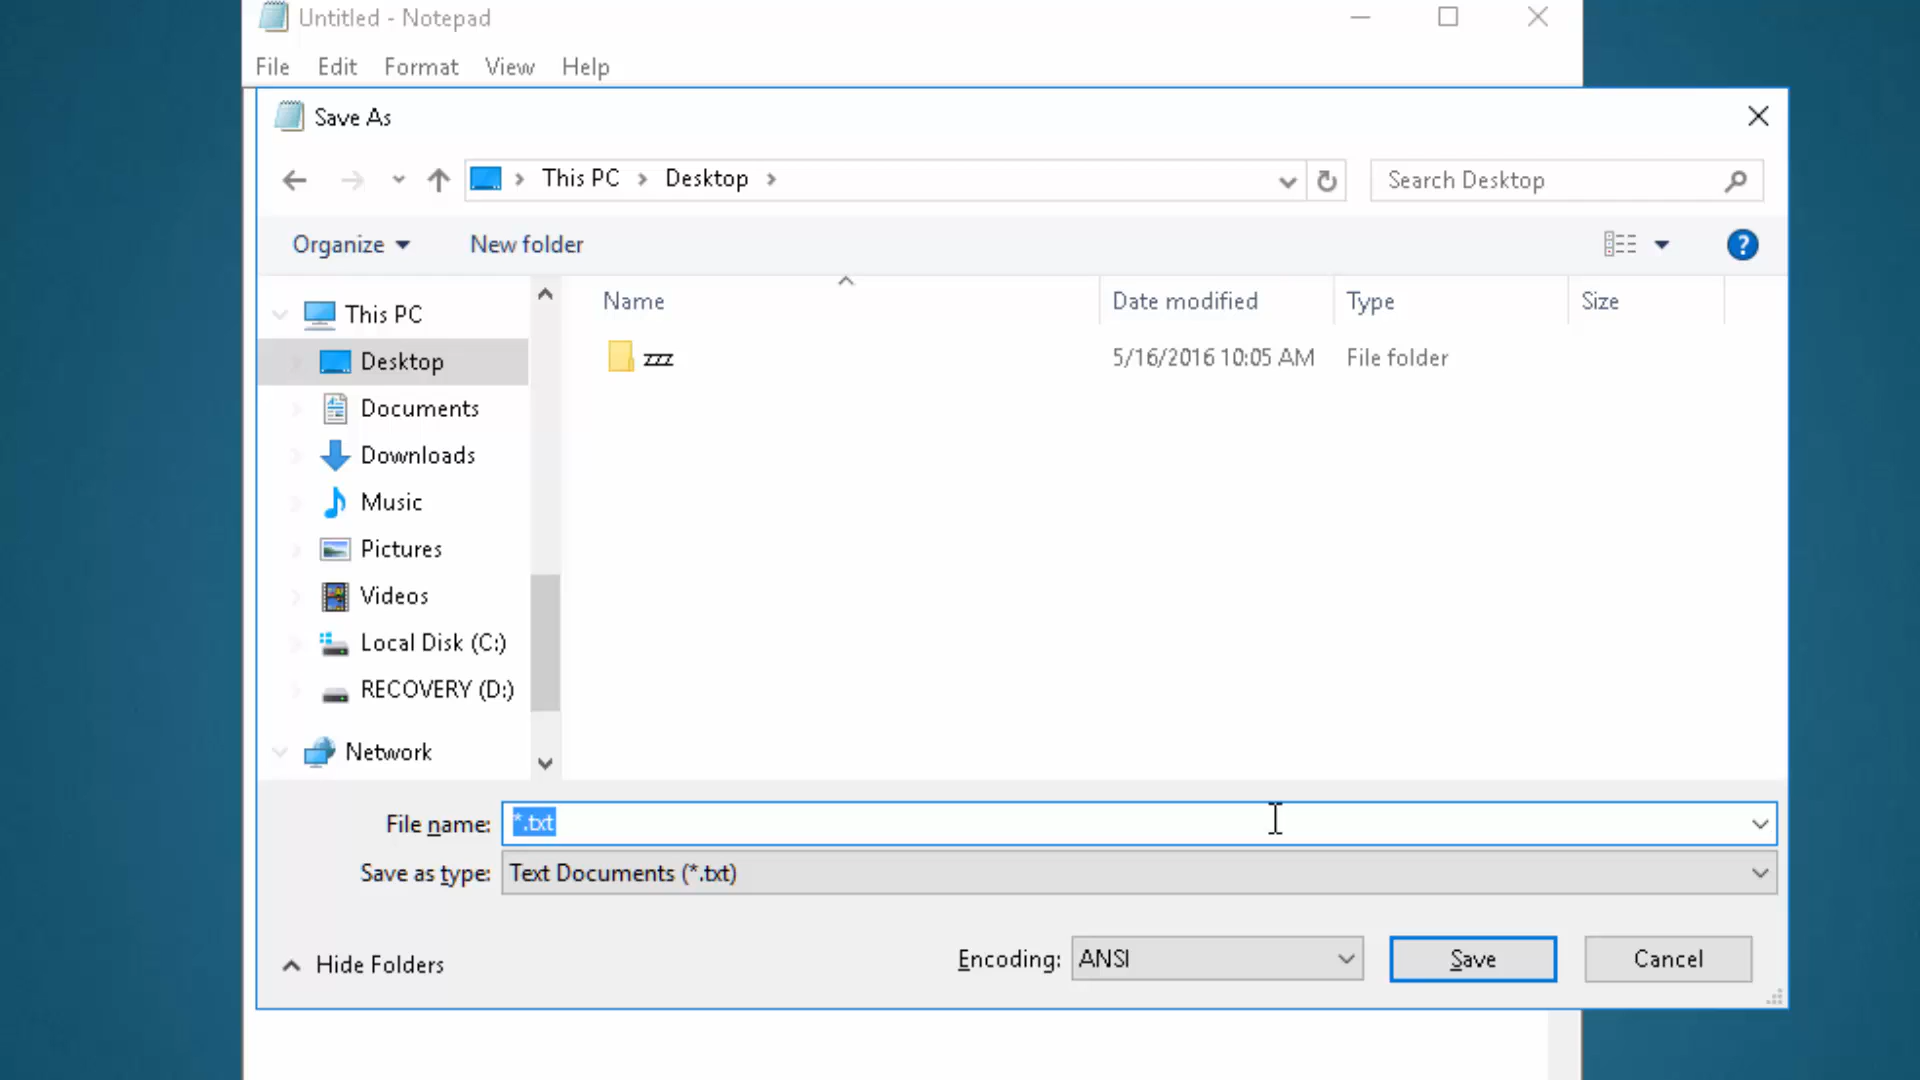 Untitled - Notepad
File Edit Format View Help
Save As
This PC Desktop
Search Desktop
Organize New folder
?
Name Date modified Type Size
This PC
zzz 5/16/2016 10:05 AM File folder
Desktop
Documents
Downloads
Music
Pictures
Videos
Local Disk (C:)
RECOVERY (D:)
Network
File name: *.txt
Save as type: Text Documents (*.txt)
Hide Folders
Encoding: ANSI Save Cancel